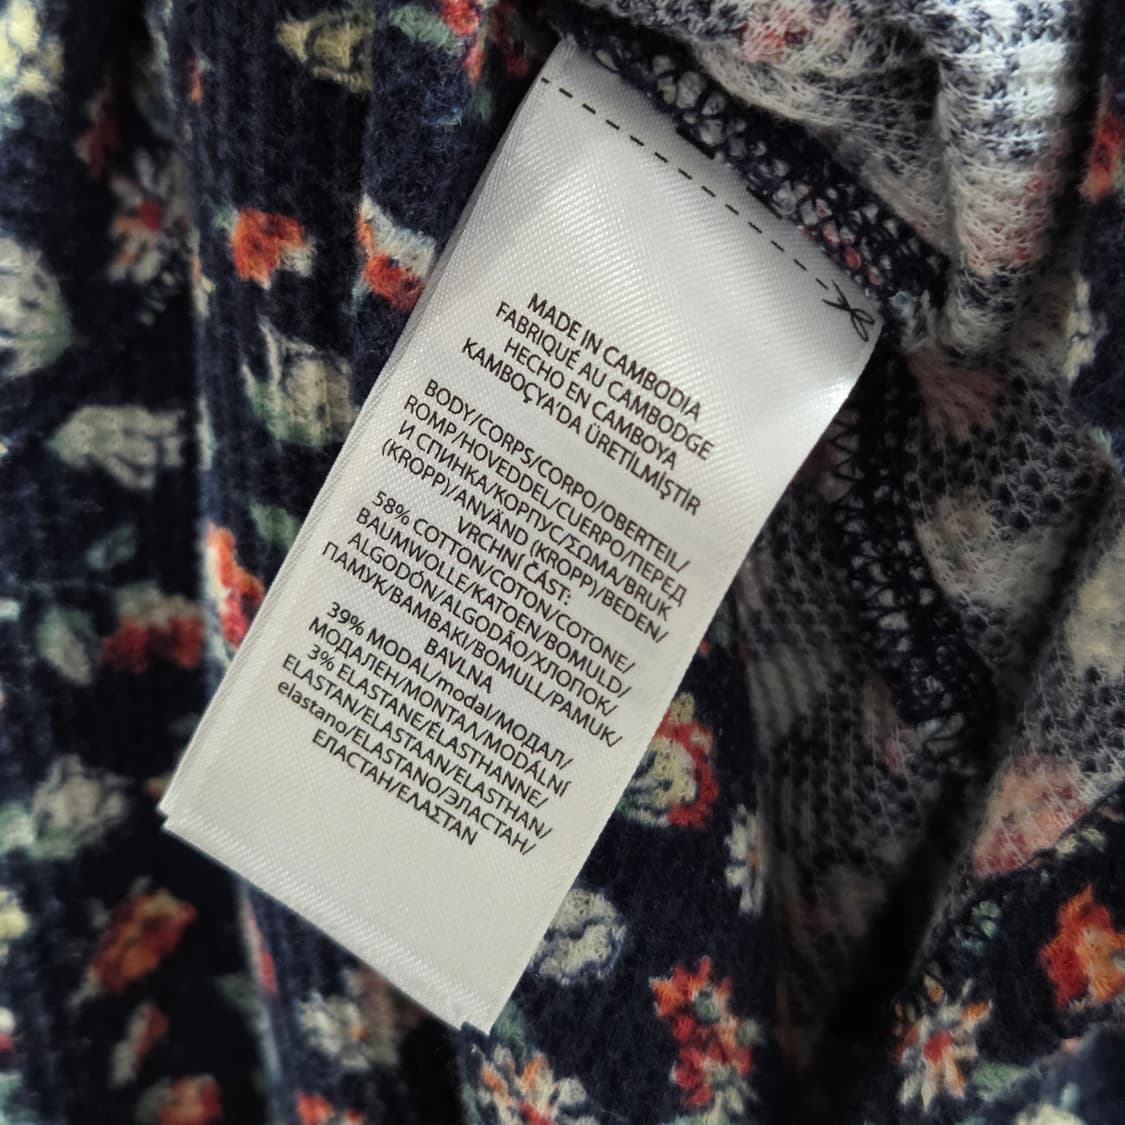 MADE IN CAMBODIA
FABRIQUÉ AU CAMBODGE
HECHO EN CAMBOYA
KAMBOÇYA'DA ÜRETİLMİŞTİR
BODY/CORPS/CORPO/OBERTEIL/
ROMP/HOVEDDEL/CUERPO/ПЕРЕД
И СПИНКА/КОРПУС/ΣΩΜΑ/BRUK
(KROPP)/ANVÄND (KROPP)/BEDEN/
VRCHNÍ ČÁST:
58% COTTON/COTON/COTONE/
BAUMWOLLE/KATOEN/BOMULD/
ALGODÓN/ALGODÃO/ХЛОПОК/
ПАМУК/BAMBAKI/BOMULL/PAMUK/
BAVLNA
39% MODAL/modal/МОДАЛ/
МОДАЛЕН/ΜΟΝΤΑΛ/MODÁLNÍ
3% ELASTANE/ÉLASTHANNE/
ELASTAN/ELASTAAN/ELASTHAN/
elastano/ELASTANO/ЭЛАСТАН/
ЕЛАСТАН/ΕΛΑΣΤΑΝ